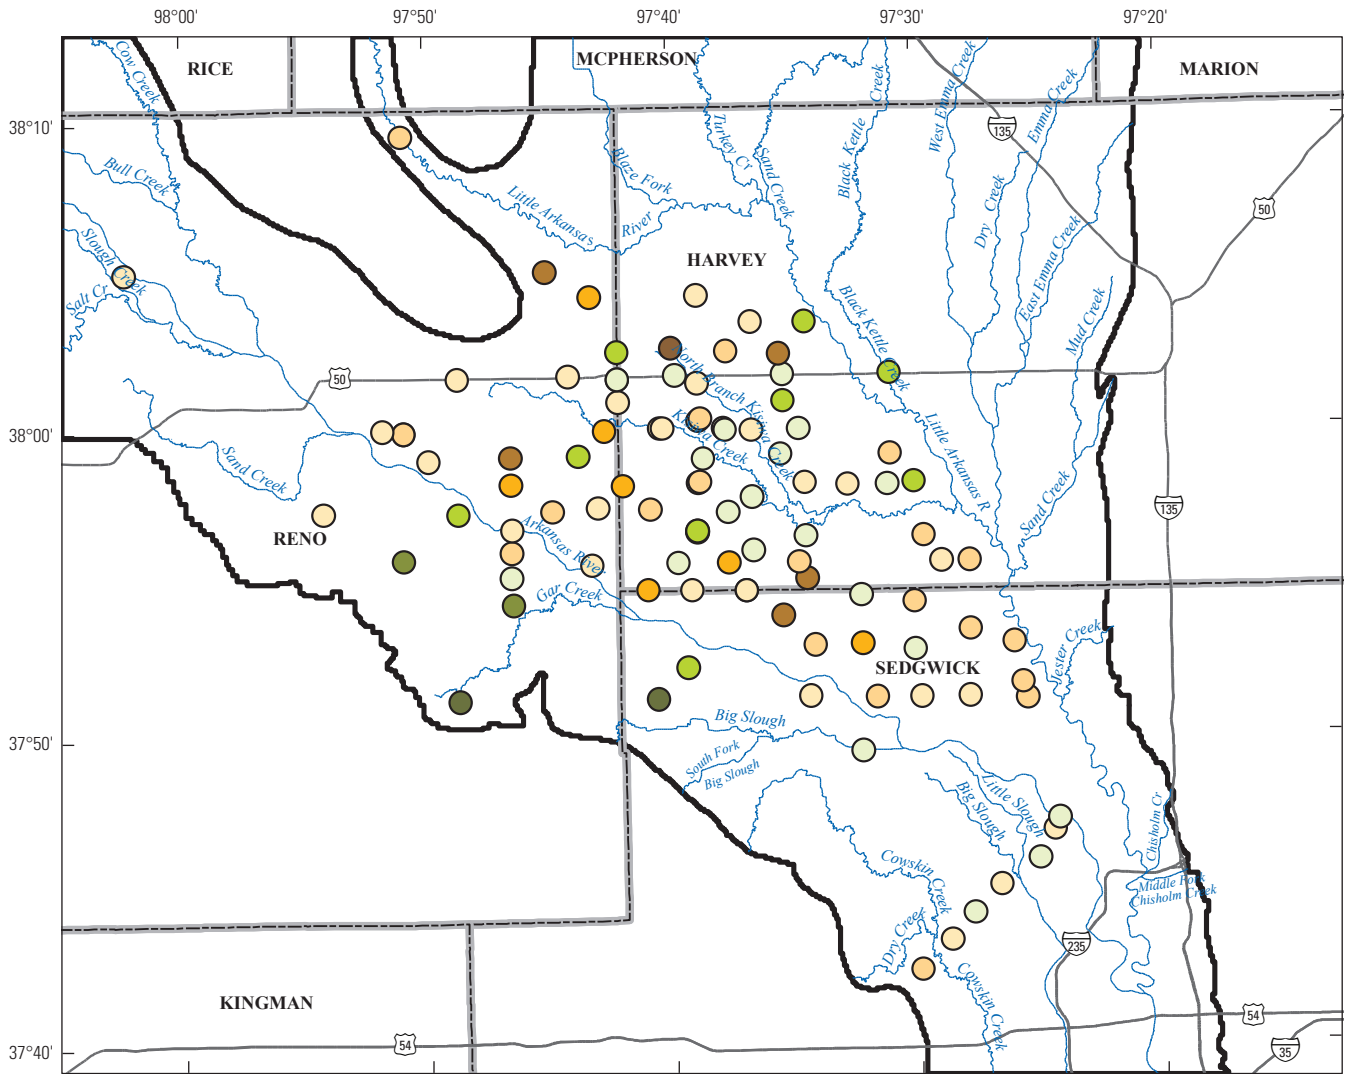 98°00'
97°50'
97°40'
97°30'
97°20'
RICE
MCPHERSON
MARION
Cow Creek
38°10'
135
Turkey Cr
Sand Creek
Black Kettle
Creek
West Emma Creek
Emma Creek
Dry Creek
East Emma Creek
Bull Creek
Blaze Fork
Little Arkansas
River
50
HARVEY
Slough Creek
Salt Cr
Black Kettle Creek
Mud Creek
50
North Branch Kisiwa Creek
Kisiwa Creek
38°00'
Sand Creek
Little Arkansas R
Sand Creek
135
RENO
Arkansas River
Gar Creek
Jester Creek
SEDGWICK
37°50'
Big Slough
South Fork
Big Slough
Little Slough
Big Slough
Chisholm Cr
Cowskin Creek
Middle Fork
Chisholm Creek
Dry Creek
235
Cowskin Creek
KINGMAN
54
54
37°40'
35